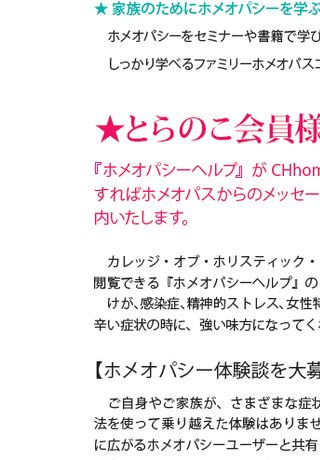 ★ 家族のためにホメオパシーを学ぶ
ホメオパシーをセミナーや書籍で学び
しっかり学べるファミリーホメオパスコ
★とらのこ会員様
『ホメオパシーヘルプ』が CHhom
すればホメオパスからのメッセー
内いたします。
カレッジ・オブ・ホリスティック・
閲覧できる『ホメオパシーヘルプ』の
けが、感染症、精神的ストレス、女性特
辛い症状の時に、強い味方になってくれ
【ホメオパシー体験談を大募
ご自身やご家族が、さまざまな症状
法を使って乗り越えた体験はありませ
に広がるホメオパシーユーザーと共有